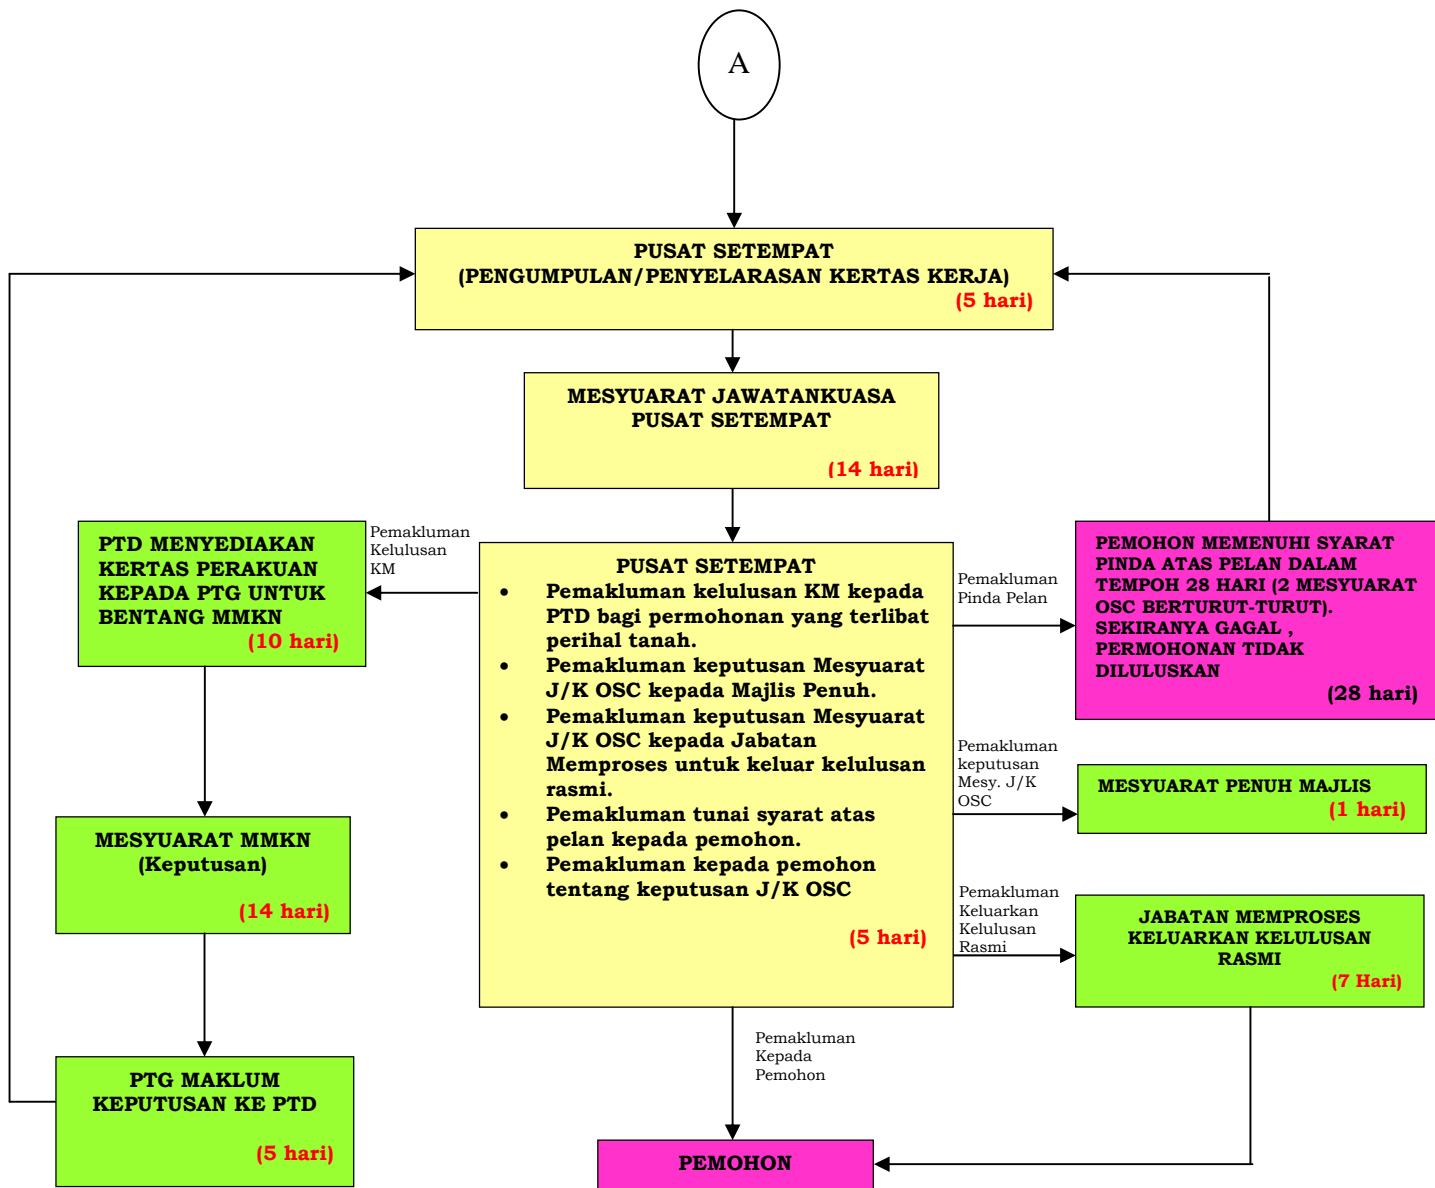 A
PUSAT SETEMPAT
(PENGUMPULAN/PENYELARASAN KERTAS KERJA)
(5 hari)
MESYUARAT JAWATANKUASA
PUSAT SETEMPAT
(14 hari)
PTD MENYEDIAKAN
KERTAS PERAKUAN
KEPADA PTG UNTUK
BENTANG MMKN
(10 hari)
Pemakluman
Kelulusan
KM
PUSAT SETEMPAT
• Pemakluman kelulusan KM kepada
PTD bagi permohonan yang terlibat
perihal tanah.
• Pemakluman keputusan Mesyuarat
J/K OSC kepada Majlis Penuh.
• Pemakluman keputusan Mesyuarat
J/K OSC kepada Jabatan
Memproses untuk keluar kelulusan
rasmi.
• Pemakluman tunai syarat atas
pelan kepada pemohon.
• Pemakluman kepada pemohon
tentang keputusan J/K OSC
(5 hari)
Pemakluman
Pinda Pelan
PEMOHON MEMENUHI SYARAT
PINDA ATAS PELAN DALAM
TEMPOH 28 HARI (2 MESYUARAT
OSC BERTURUT-TURUT).
SEKIRANYA GAGAL ,
PERMOHONAN TIDAK
DILULUSKAN
(28 hari)
Pemakluman
keputusan
Mesy. J/K
OSC
MESYUARAT PENUH MAJLIS
(1 hari)
MESYUARAT MMKN
(Keputusan)
(14 hari)
Pemakluman
Keluarkan
Kelulusan
Rasmi
JABATAN MEMPROSES
KELUARKAN KELULUSAN
RASMI
(7 Hari)
PTG MAKLUM
KEPUTUSAN KE PTD
(5 hari)
Pemakluman
Kepada
Pemohon
PEMOHON